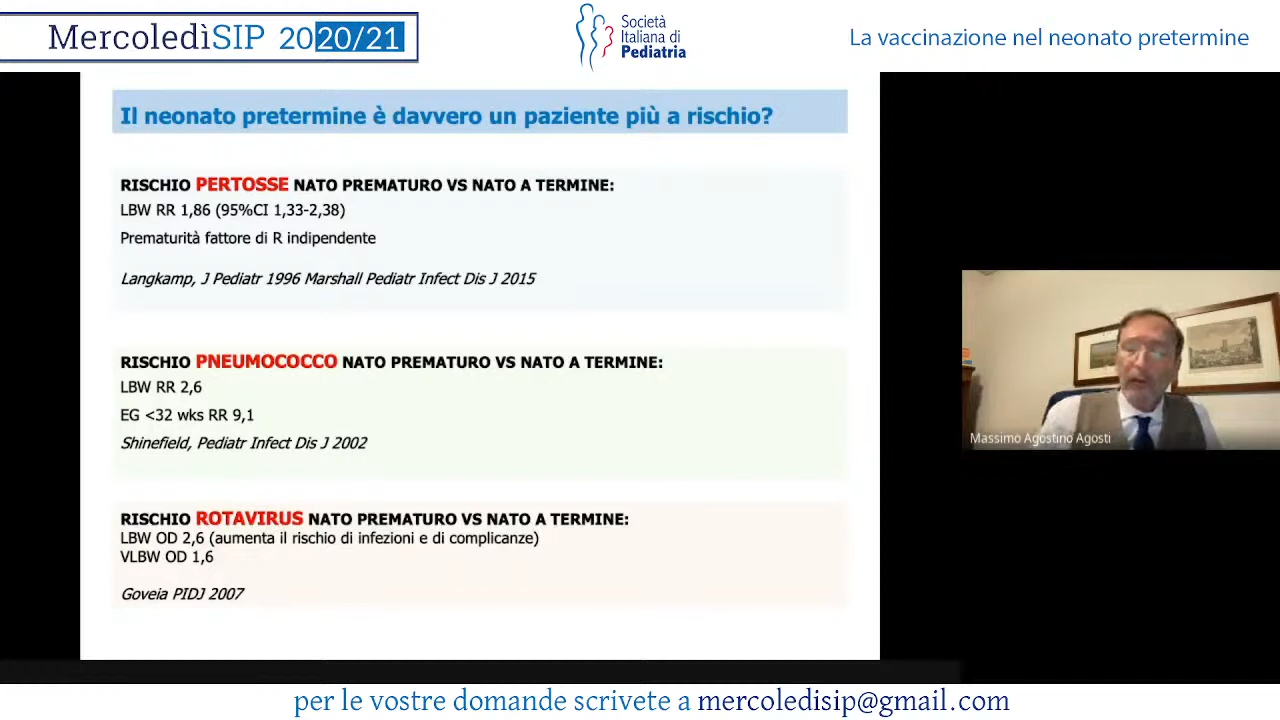 MercoledìSIP 2020/21
Società
Italiana di
Pediatria
La vaccinazione nel neonato pretermine
Il neonato pretermine è davvero un paziente più a rischio?
RISCHIO PERTOSSE NATO PREMATURO VS NATO A TERMINE:
LBW RR 1,86 (95%CI 1,33-2,38)
Prematurità fattore di R indipendente
Langkamp, J Pediatr 1996 Marshall Pediatr Infect Dis J 2015
RISCHIO PNEUMOCOCCO NATO PREMATURO VS NATO A TERMINE:
LBW RR 2,6
EG <32 wks RR 9,1
Shinefield, Pediatr Infect Dis J 2002
RISCHIO ROTAVIRUS NATO PREMATURO VS NATO A TERMINE:
LBW OD 2,6 (aumenta il rischio di infezioni e di complicanze)
VLBW OD 1,6
Goveia PIDJ 2007
Massimo Agostino Agosti
per le vostre domande scrivete a mercoledisip@gmail.com